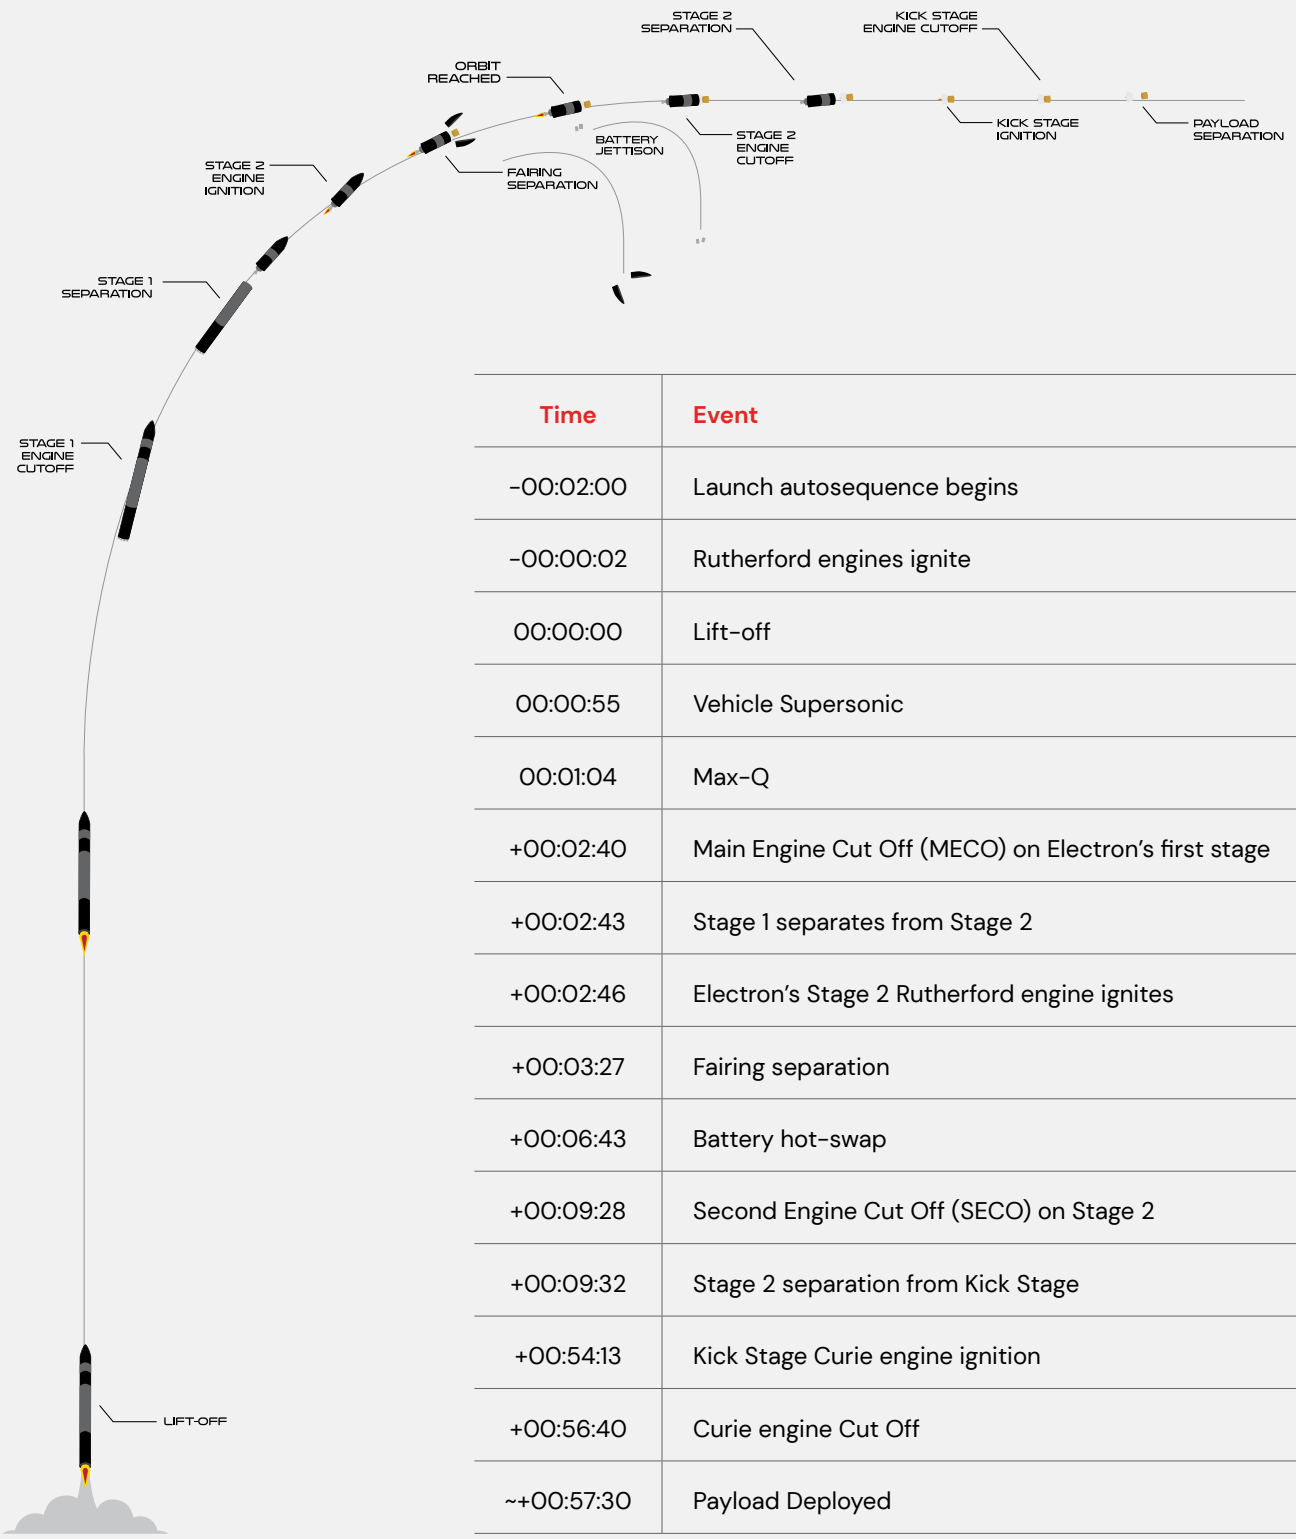 STAGE 2
SEPARATION
KICK STAGE
ENGINE CUTOFF
ORBIT
REACHED
BATTERY
JETTISON
STAGE 2
ENGINE
CUTOFF
KICK STAGE
IGNITION
PAYLOAD
SEPARATION
STAGE 2
ENGINE
IGNITION
FAIRING
SEPARATION
STAGE 1
SEPARATION
STAGE 1
ENGINE
CUTOFF
LIFT-OFF
Time Event
-00:02:00 Launch autosequence begins
-00:00:02 Rutherford engines ignite
00:00:00 Lift-off
00:00:55 Vehicle Supersonic
00:01:04 Max-Q
+00:02:40 Main Engine Cut Off (MECO) on Electron’s first stage
+00:02:43 Stage 1 separates from Stage 2
+00:02:46 Electron’s Stage 2 Rutherford engine ignites
+00:03:27 Fairing separation
+00:06:43 Battery hot-swap
+00:09:28 Second Engine Cut Off (SECO) on Stage 2
+00:09:32 Stage 2 separation from Kick Stage
+00:54:13 Kick Stage Curie engine ignition
+00:56:40 Curie engine Cut Off
~+00:57:30 Payload Deployed